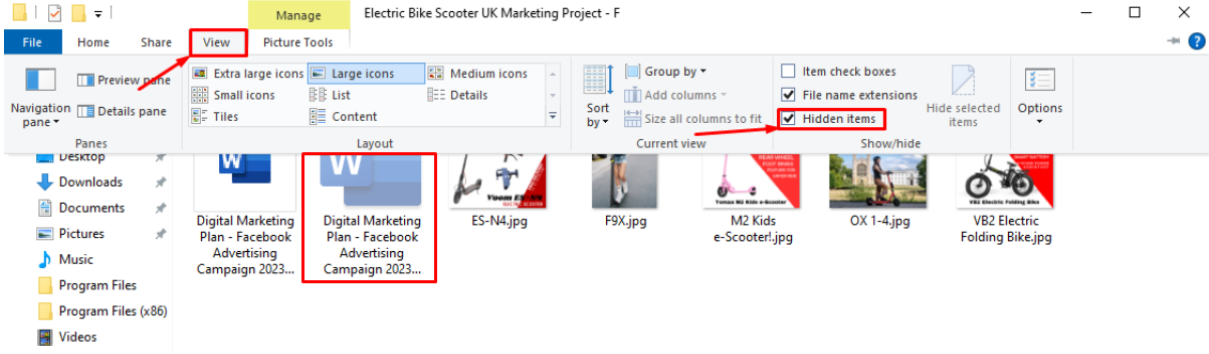 Manage
Electric Bike Scooter UK Marketing Project - F
File
Home
Share
View
Picture Tools
Navigation
pane
Preview pane
Details pane
Panes
Extra large icons
Large icons
Medium icons
Small icons
List
Details
Tiles
Content
Layout
Sort
by
Group by
Add columns
Size all columns to fit
Current view
Item check boxes
File name extensions
Hidden items
Hide selected
items
Show/hide
Options
Desktop
Downloads
Documents
Pictures
Music
Program Files
Program Files (x86)
Videos
W
Digital Marketing
Plan - Facebook
Advertising
Campaign 2023...
W
Digital Marketing
Plan - Facebook
Advertising
Campaign 2023...
ES-N4.jpg
F9X.jpg
M2 Kids
e-Scooter!.jpg
OX 1-4.jpg
VB2 Electric
Folding Bike.jpg